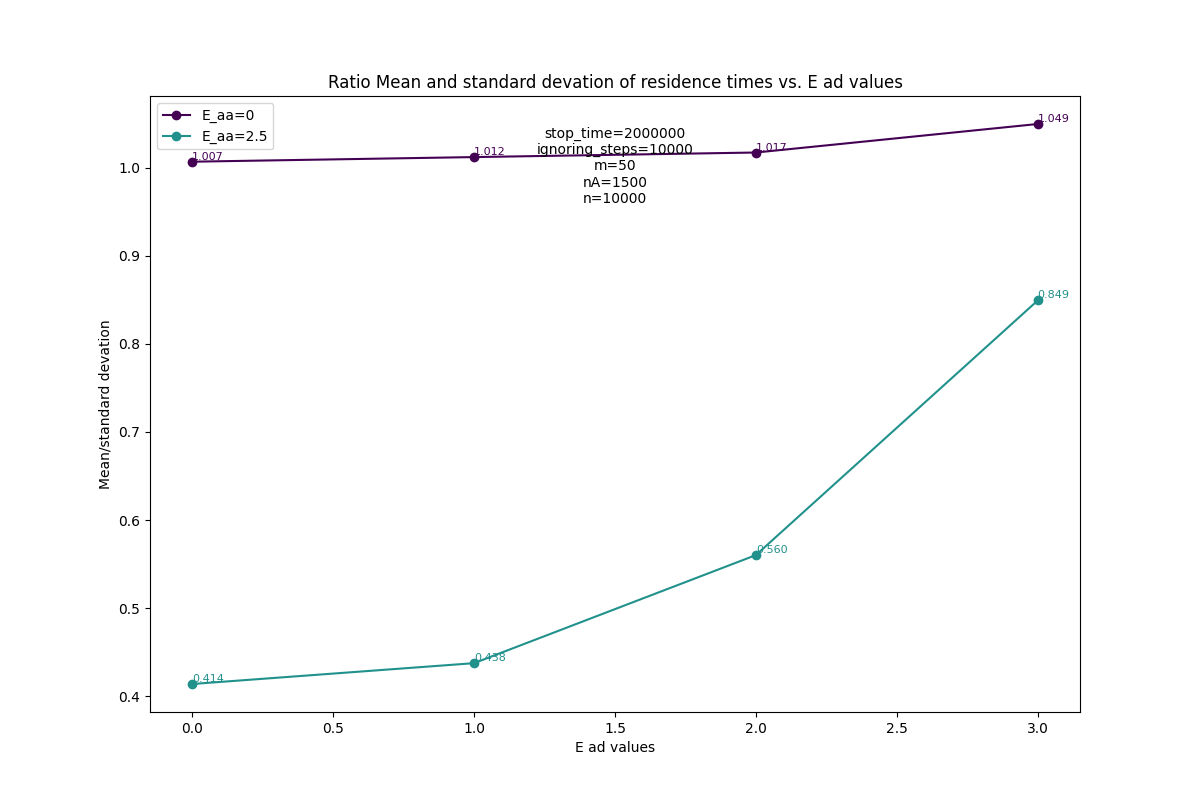 Ratio Mean and standard devation of residence times vs. E ad values
E_aa=0
E_aa=2.5
stop_time=2000000
ignoring_steps=10000
m=50
nA=1500
n=10000
1.007
1.012
1.017
1.049
0.414
0.438
0.560
0.849
Mean/standard devation
1.0
0.9
0.8
0.7
0.6
0.5
0.4
0.0 0.5 1.0 1.5 2.0 2.5 3.0
E ad values